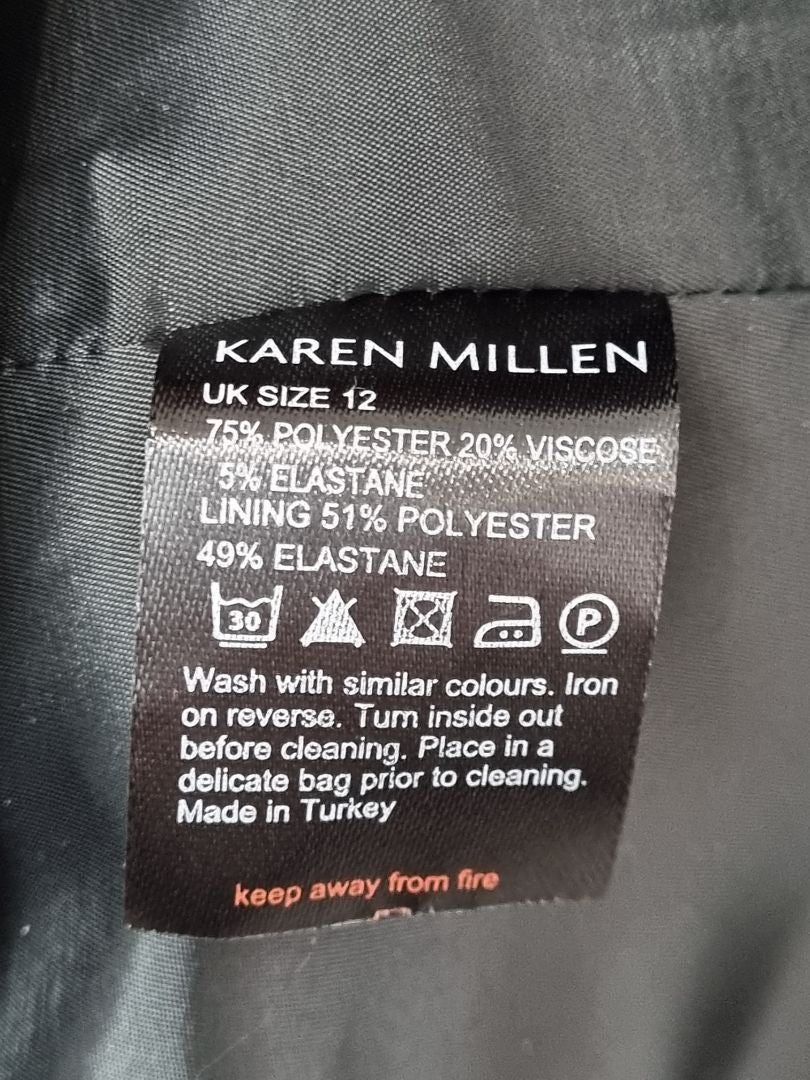 KAREN MILLEN
UK SIZE 12
75% POLYESTER 20% VISCOSE
5% ELASTANE
LINING 51% POLYESTER
49% ELASTANE
30 P
Wash with similar colours. Iron
on reverse. Turn inside out
before cleaning. Place in a
delicate bag prior to cleaning.
Made in Turkey
keep away from fire